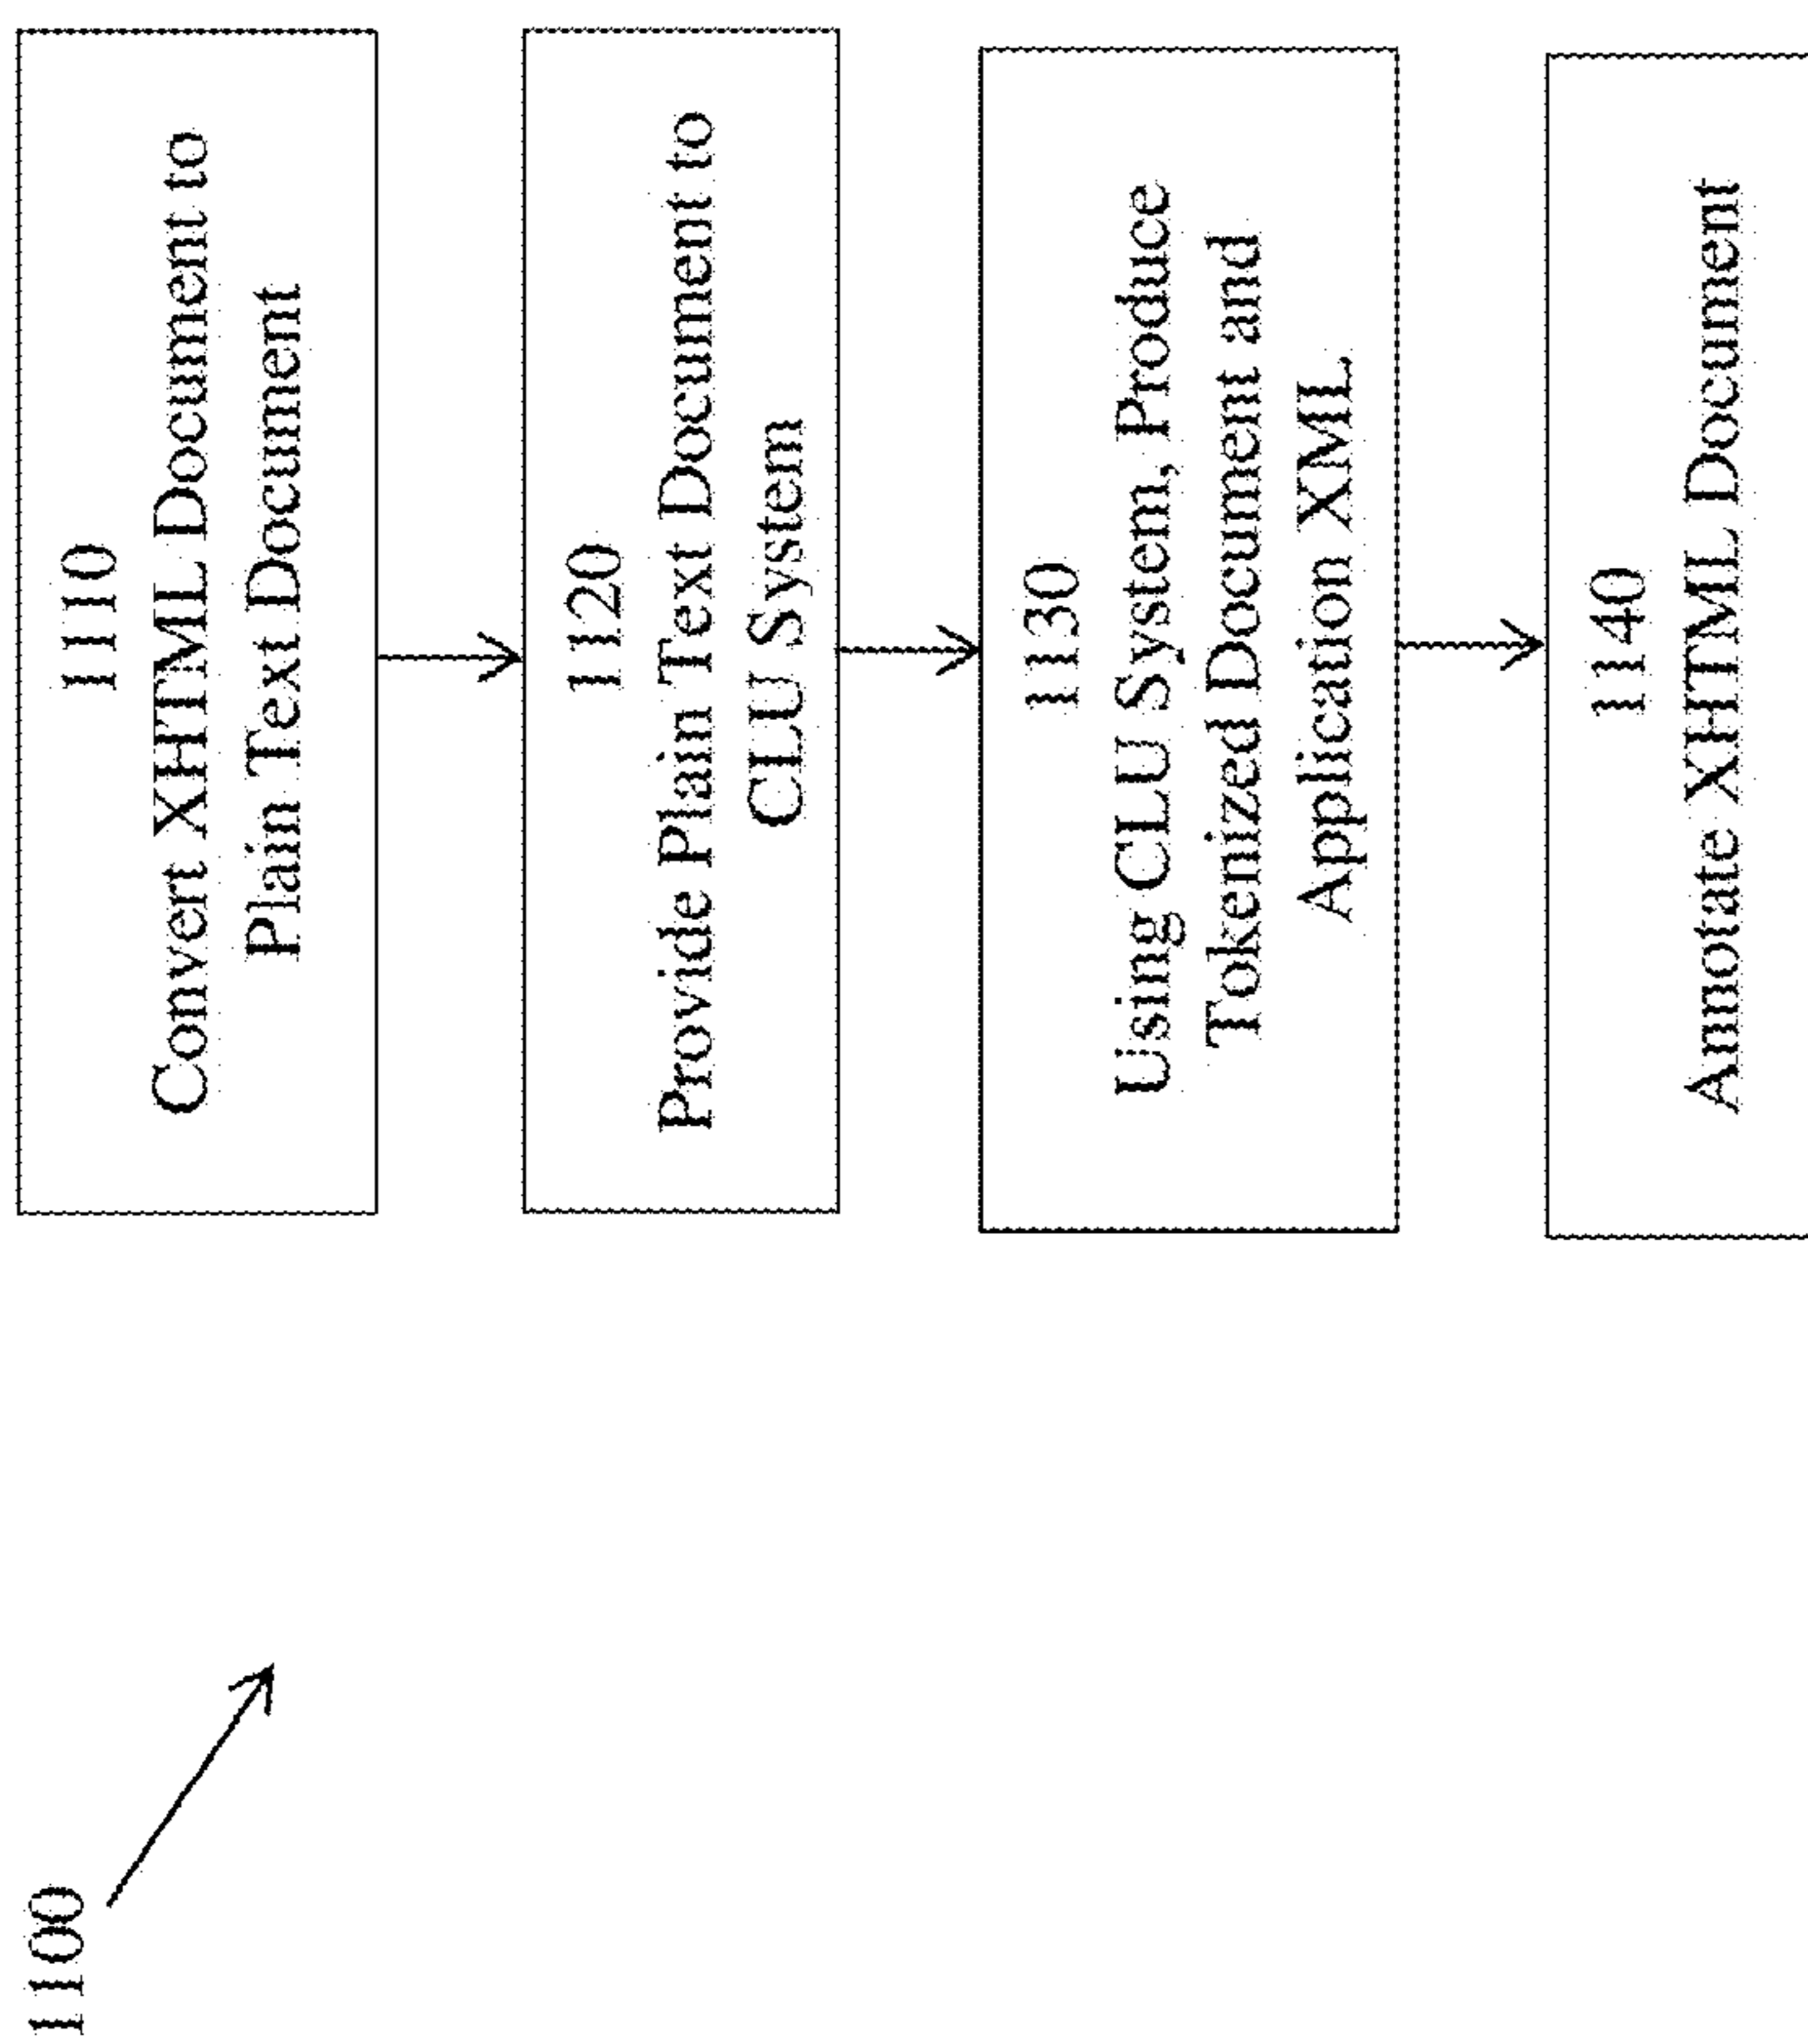 1100
1110
Convert XHTML Document to
Plain Text Document
1120
Provide Plain Text Document to
CLU System
1130
Using CLU System, Produce
Tokenized Document and
Application XML
1140
Annotate XHTML Document